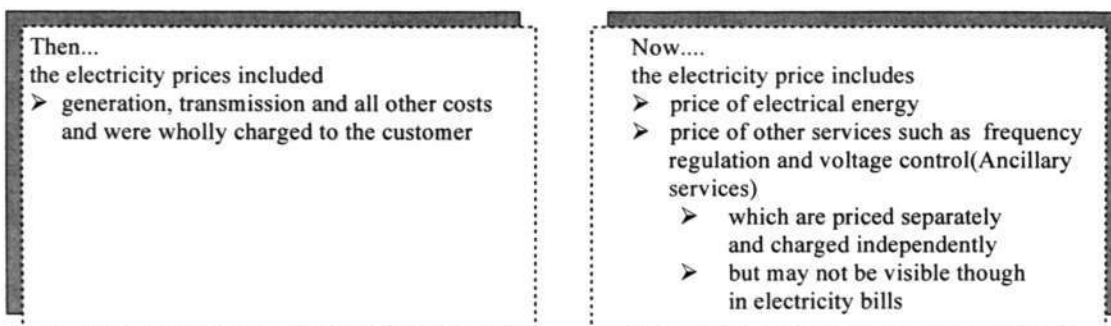 Then...
the electricity prices included
➢ generation, transmission and all other costs
and were wholly charged to the customer
Now....
the electricity price includes
➢ price of electrical energy
➢ price of other services such as frequency
regulation and voltage control(Ancillary
services)
➢ which are priced separately
and charged independently
➢ but may not be visible though
in electricity bills